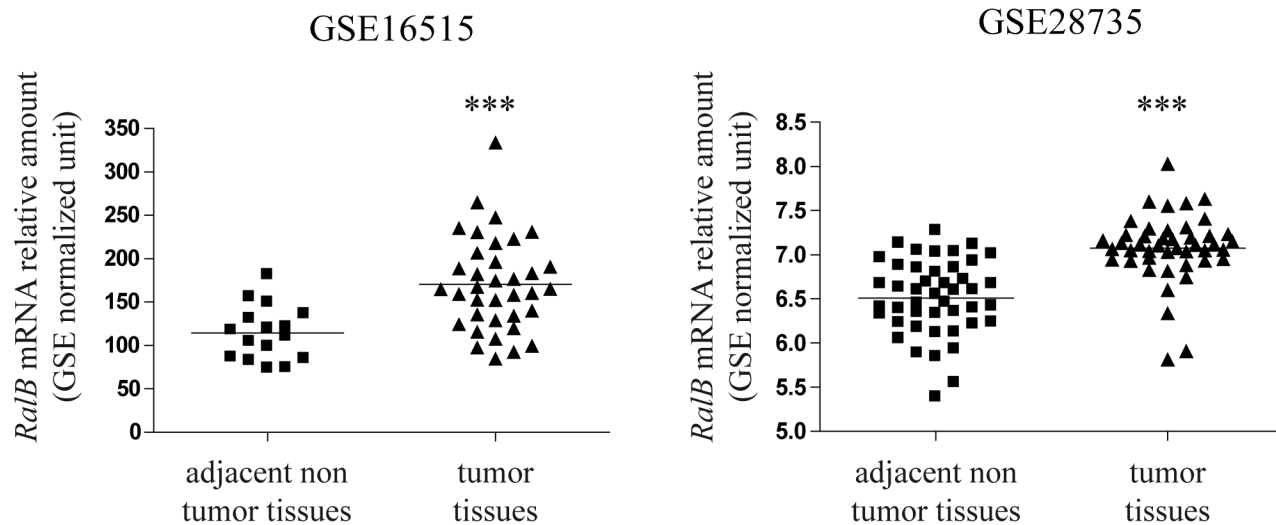 GSE16515
RalB mRNA relative amount
(GSE normalized unit)
***
350
300
250
200
150
100
50
0
adjacent non
tumor tissues
tumor
tissues
GSE28735
RalB mRNA relative amount
(GSE normalized unit)
***
8.5
8.0
7.5
7.0
6.5
6.0
5.5
5.0
adjacent non
tumor tissues
tumor
tissues